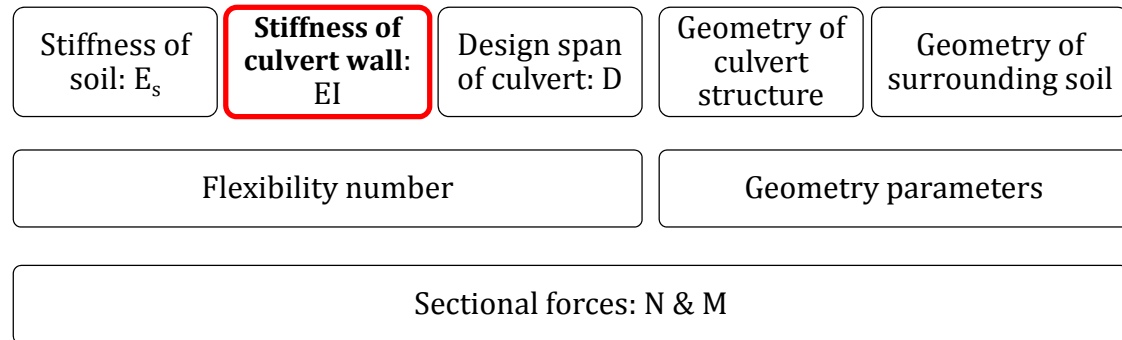 Stiffness of
soil: Es
Stiffness of
culvert wall:
EI
Design span
of culvert: D
Geometry of
culvert
structure
Geometry of
surrounding soil
Flexibility number
Geometry parameters
Sectional forces: N & M